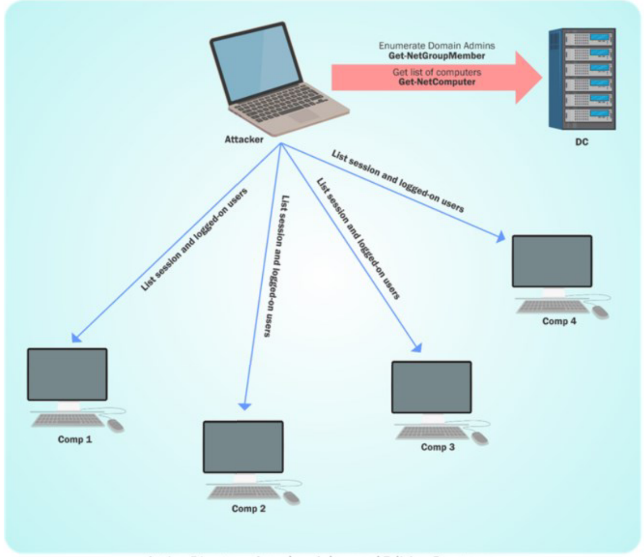 Enumerate Domain Admins
Get-NetGroupMember
Get list of computers
Get-NetComputer
Attacker
DC
List session and logged-on users
List session and logged-on users
List session and logged-on users
List session and logged-on users
Comp 4
Comp 1
Comp 3
Comp 2